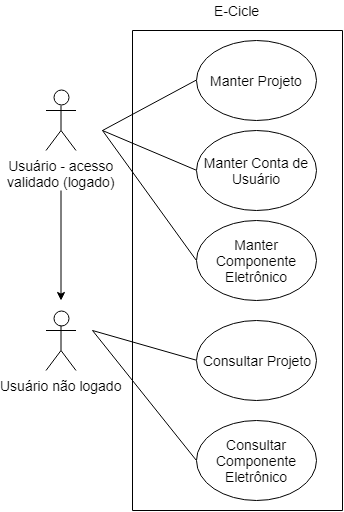 E-Cicle
Manter Projeto
Usuário - acesso
validado (logado)
Manter Conta de
Usuário
Manter
Componente
Eletrônico
Usuário não logado
Consultar Projeto
Consultar
Componente
Eletrônico